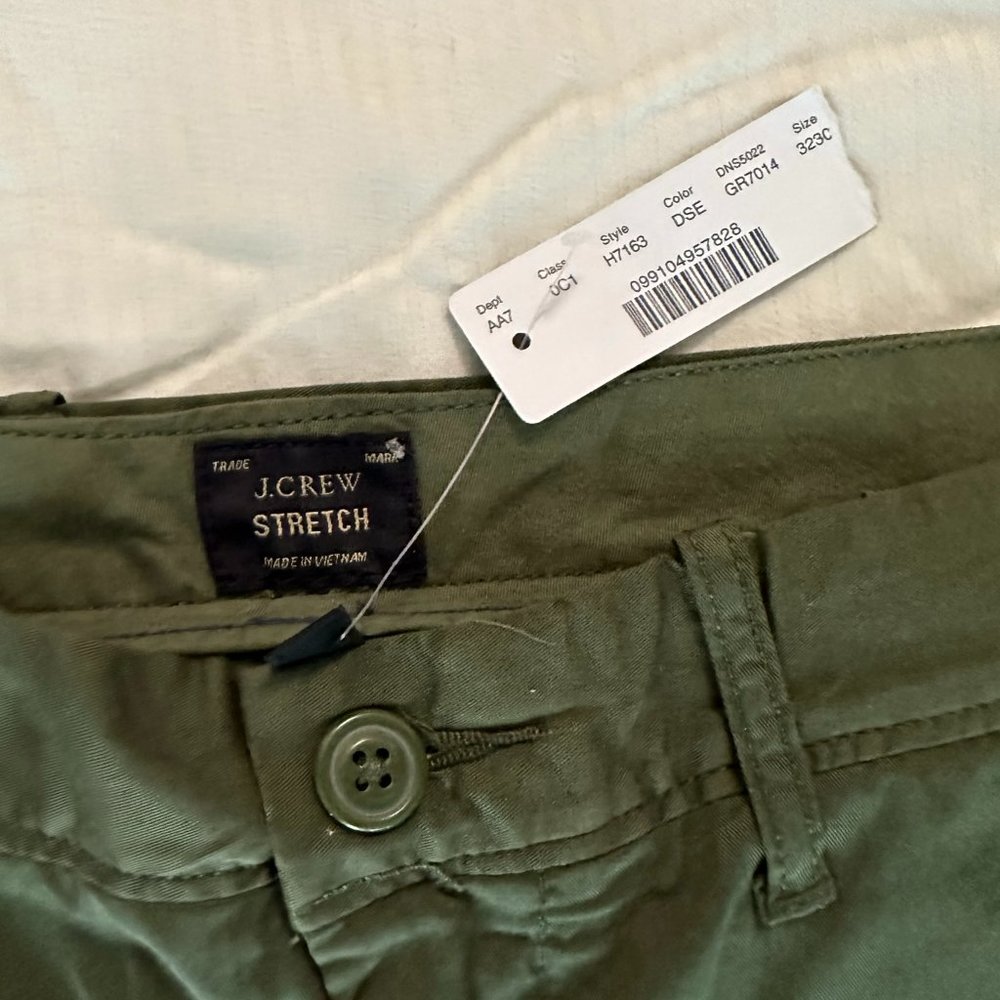 Dept Class Style Color DNS5022 Size
AA7 0C1 H7163 DSE GR7014 323C
099104957828
TRADE MARK
J.CREW
STRETCH
MADE IN VIETNAM